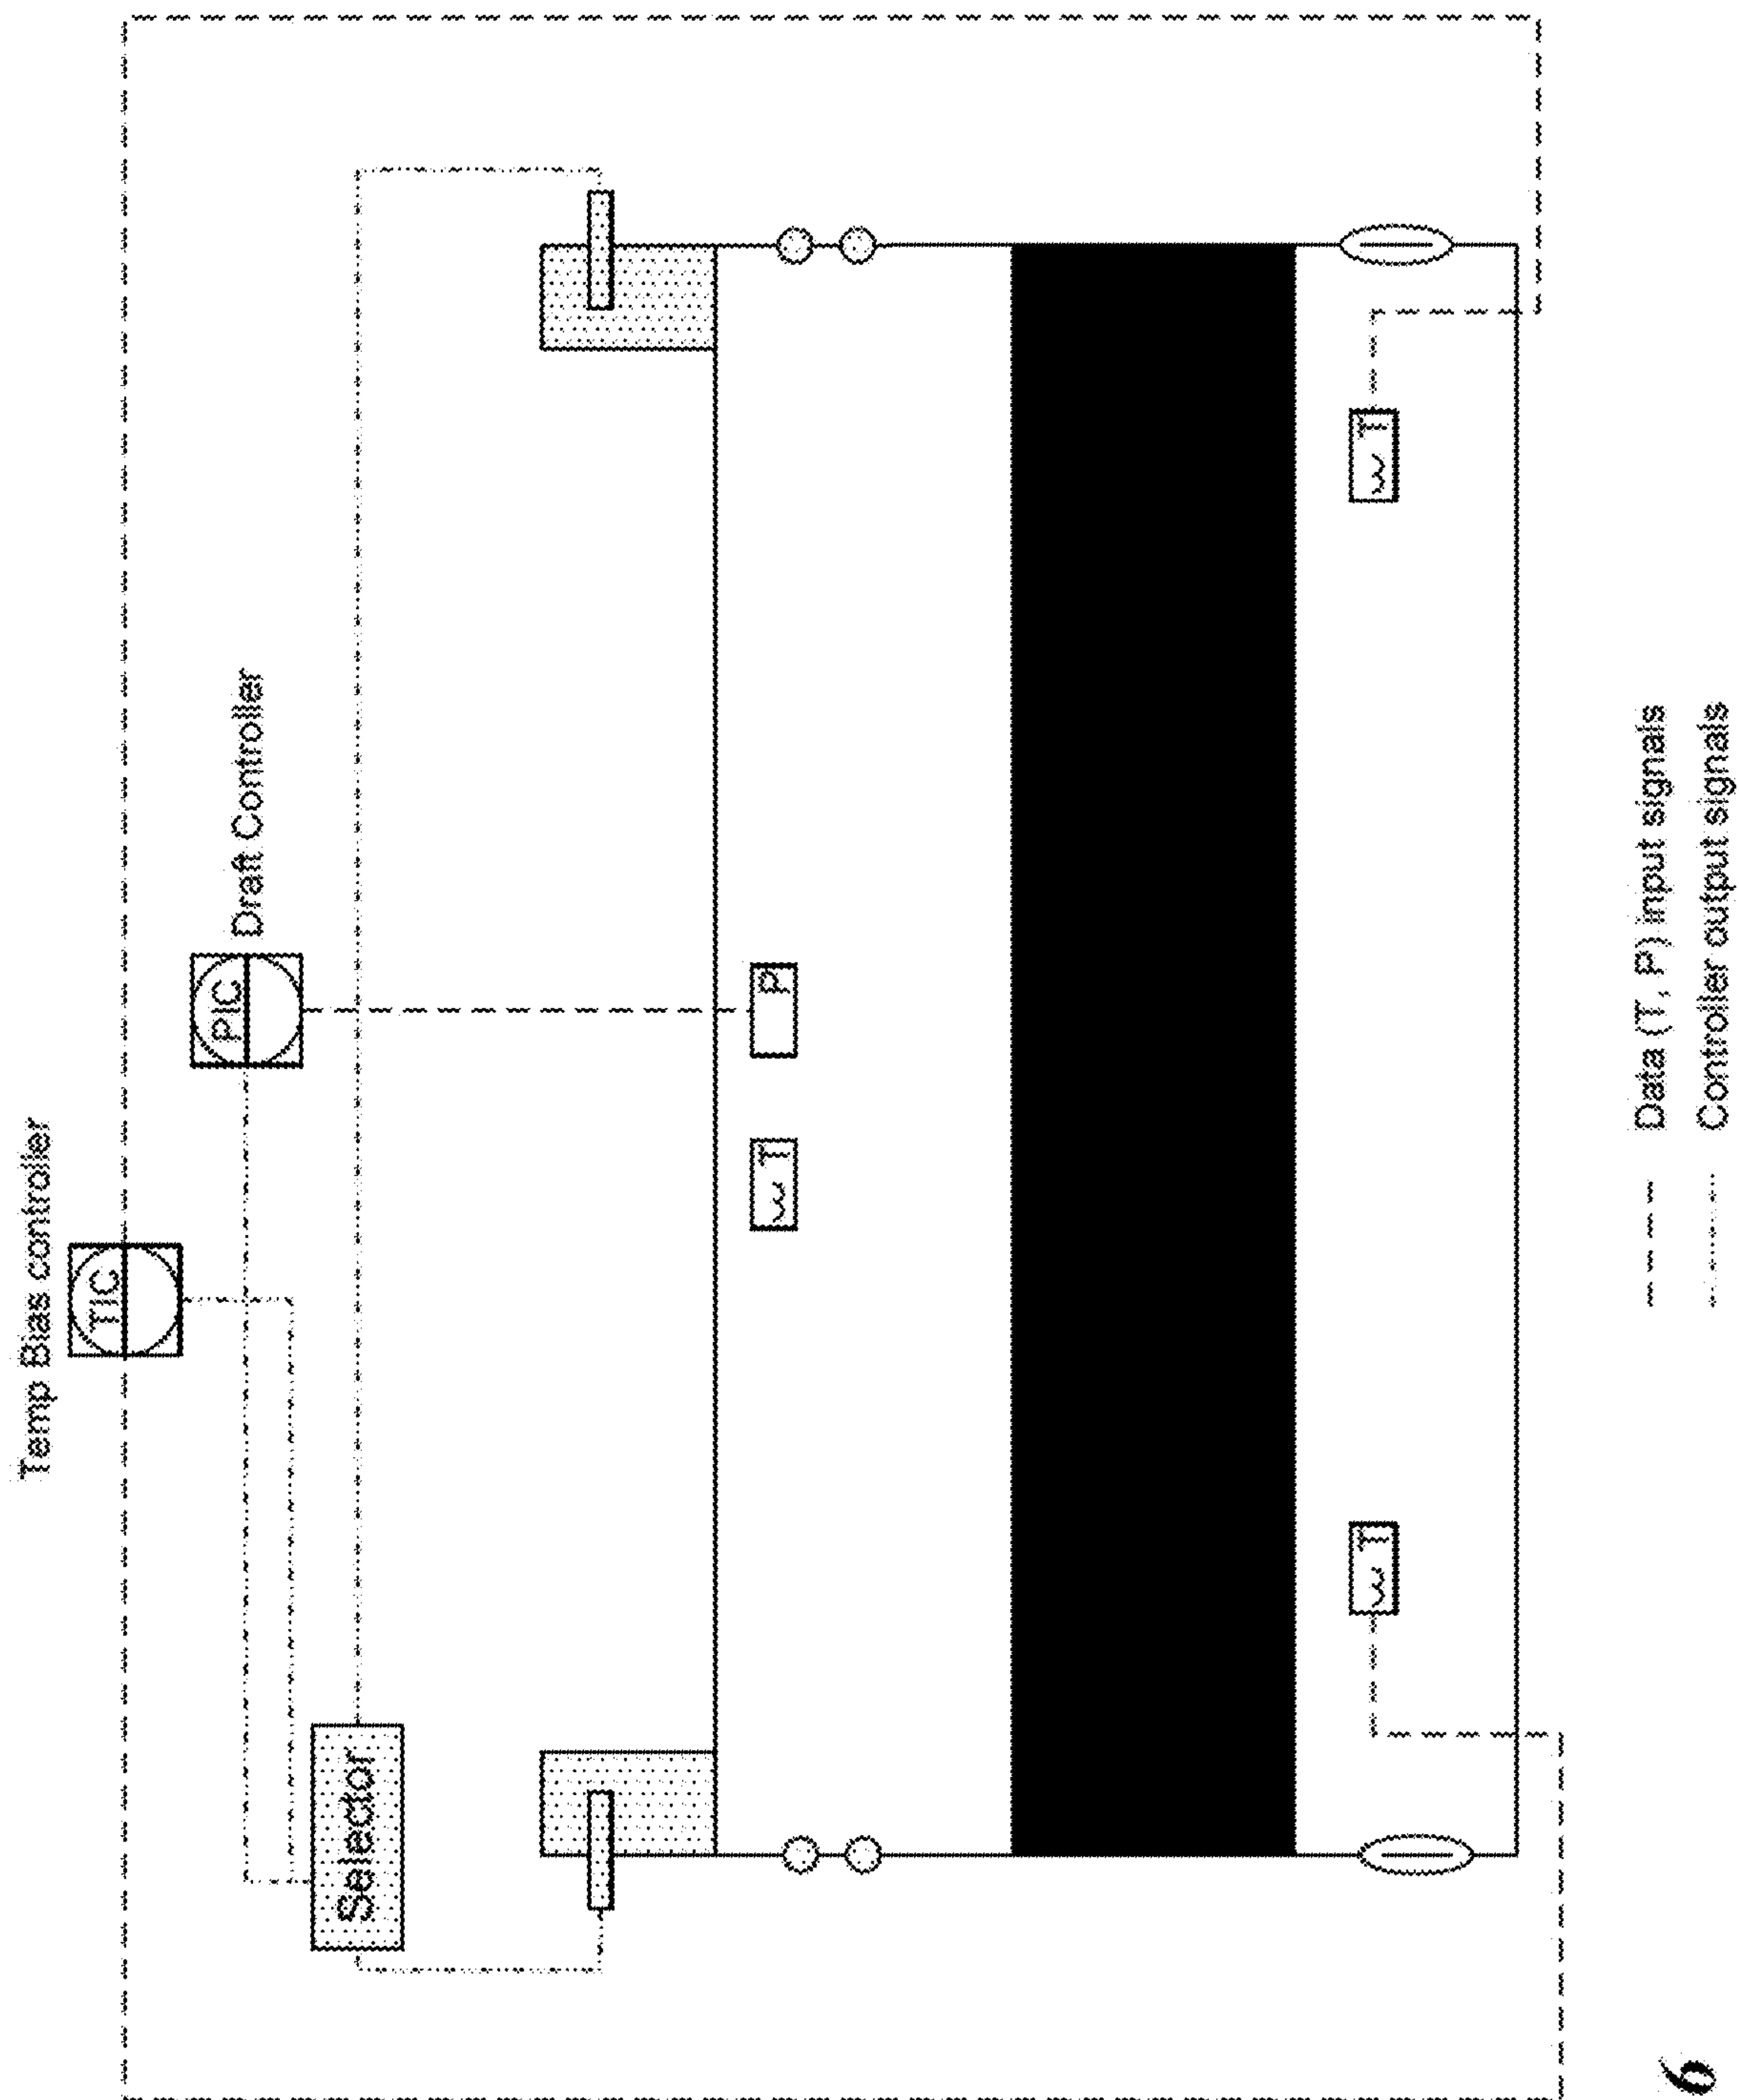 Temp Bias controller
TIC
PIC
Draft Controller
Selector
T
P
T
T
Data (T, P) input signals
Controller output signals
6